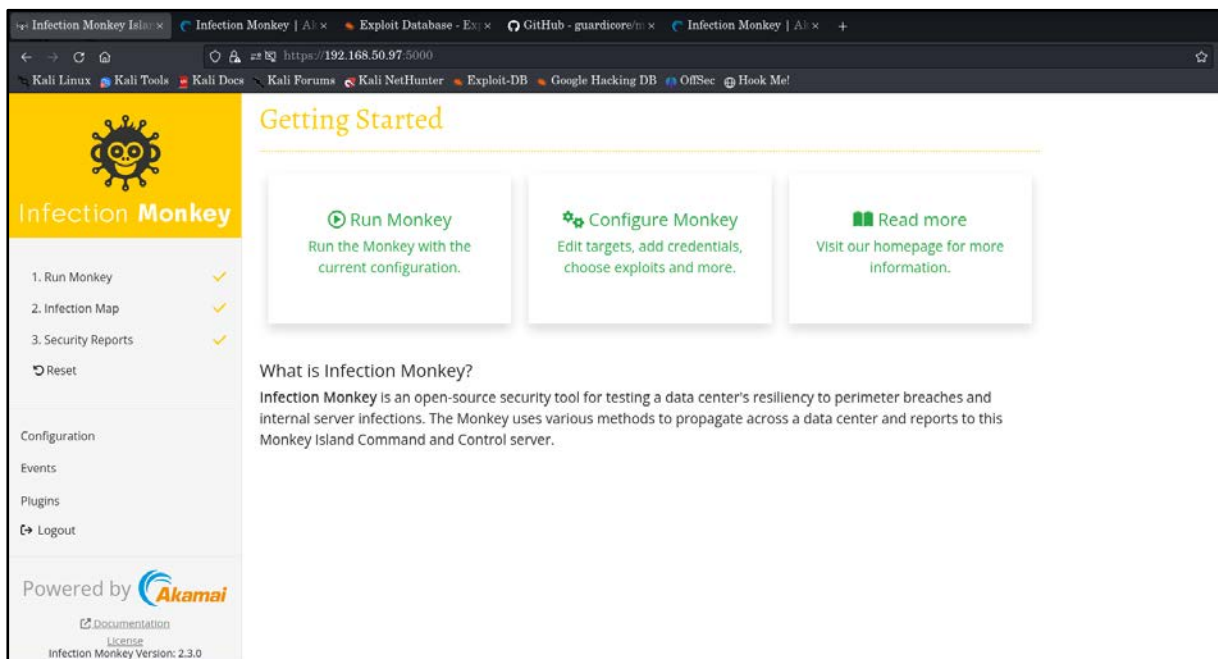 Infection Monkey Islan
Infection Monkey | Ak
Exploit Database - Exp
GitHub - guardicore/m
Infection Monkey | Ak
https://192.168.50.97:5000
Kali Linux
Kali Tools
Kali Docs
Kali Forums
Kali NetHunter
Exploit-DB
Google Hacking DB
OffSec
Hook Me!
Infection Monkey
1. Run Monkey
2. Infection Map
3. Security Reports
Reset
Configuration
Events
Plugins
Logout
Powered by Akamai
Documentation
License
Infection Monkey Version: 2.3.0
Getting Started
Run Monkey
Run the Monkey with the
current configuration.
Configure Monkey
Edit targets, add credentials,
choose exploits and more.
Read more
Visit our homepage for more
information.
What is Infection Monkey?
Infection Monkey is an open-source security tool for testing a data center's resiliency to perimeter breaches and
internal server infections. The Monkey uses various methods to propagate across a data center and reports to this
Monkey Island Command and Control server.